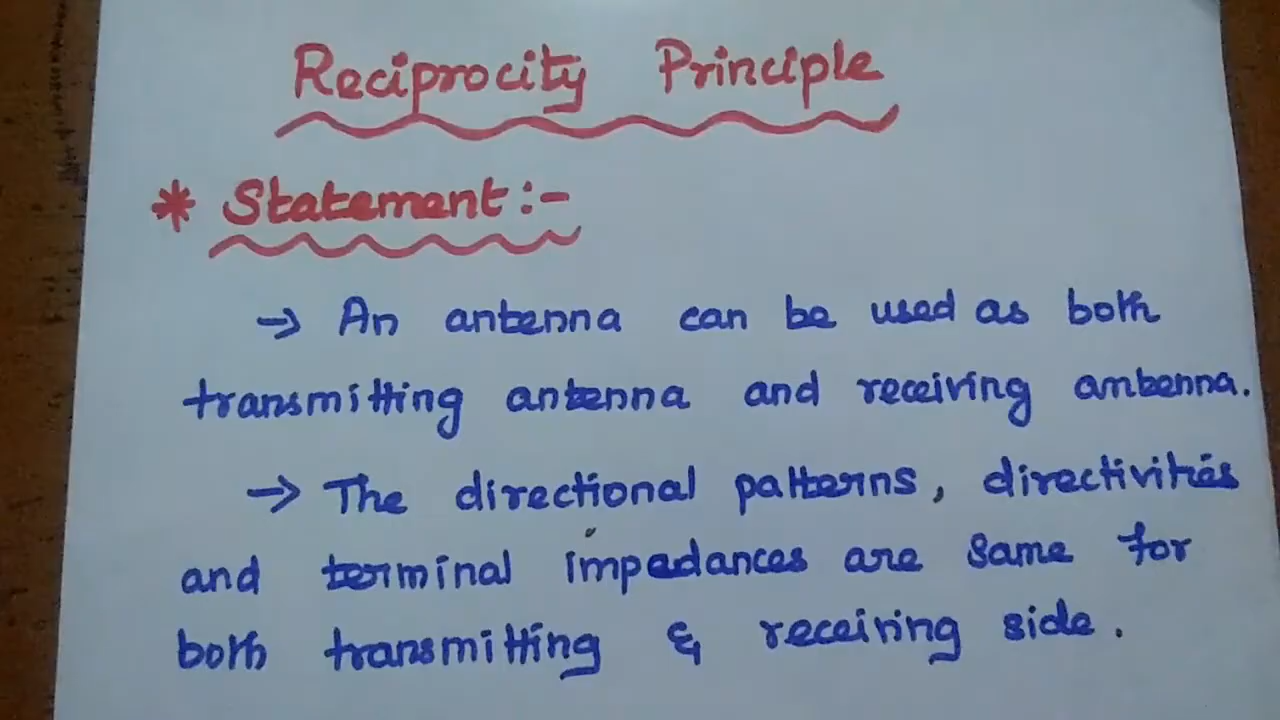 Reciprocity Principle
* Statement :-
→ An antenna can be used as both
transmitting antenna and receiving antenna.
→ The directional patterns, directivities
and terminal impedances are same for
both transmitting & receiving side.